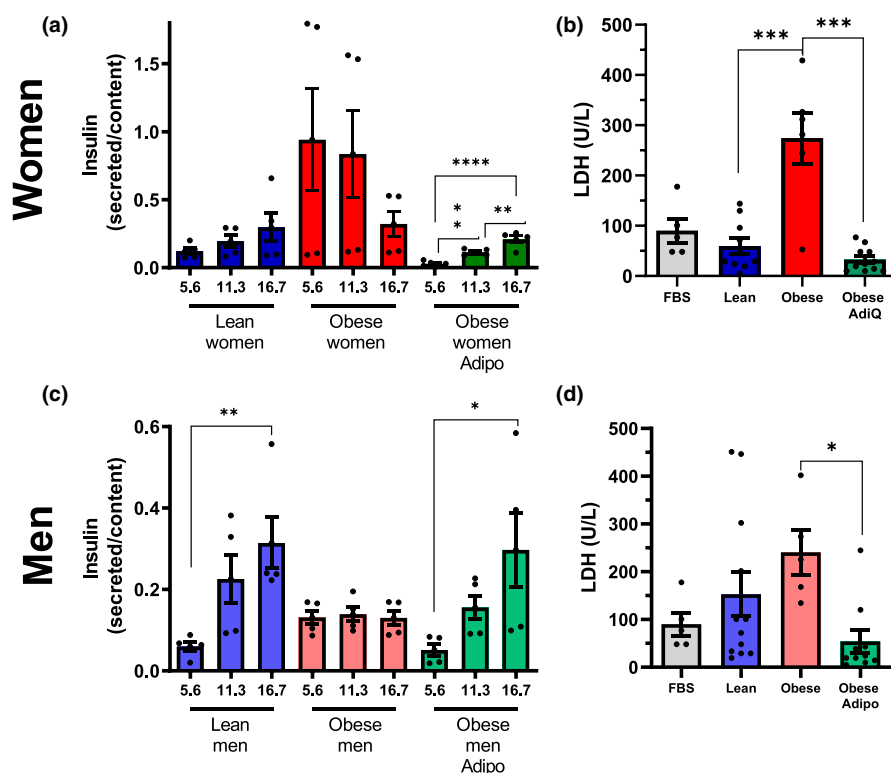 Women
(a)
Insulin
(secreted/content)
1.5
1.0
0.5
0.0
****
*
*
**
5.6 11.3 16.7 5.6 11.3 16.7 5.6 11.3 16.7
Lean
women
Obese
women
Obese
women
Adipo
(b)
LDH (U/L)
500
400
300
200
100
0
*** ***
FBS Lean Obese Obese
AdiQ
Men
(c)
Insulin
(secreted/content)
0.6
0.4
0.2
0.0
** *
5.6 11.3 16.7 5.6 11.3 16.7 5.6 11.3 16.7
Lean
men
Obese
men
Obese
men
Adipo
(d)
LDH (U/L)
500
400
300
200
100
0
*
FBS Lean Obese Obese
Adipo